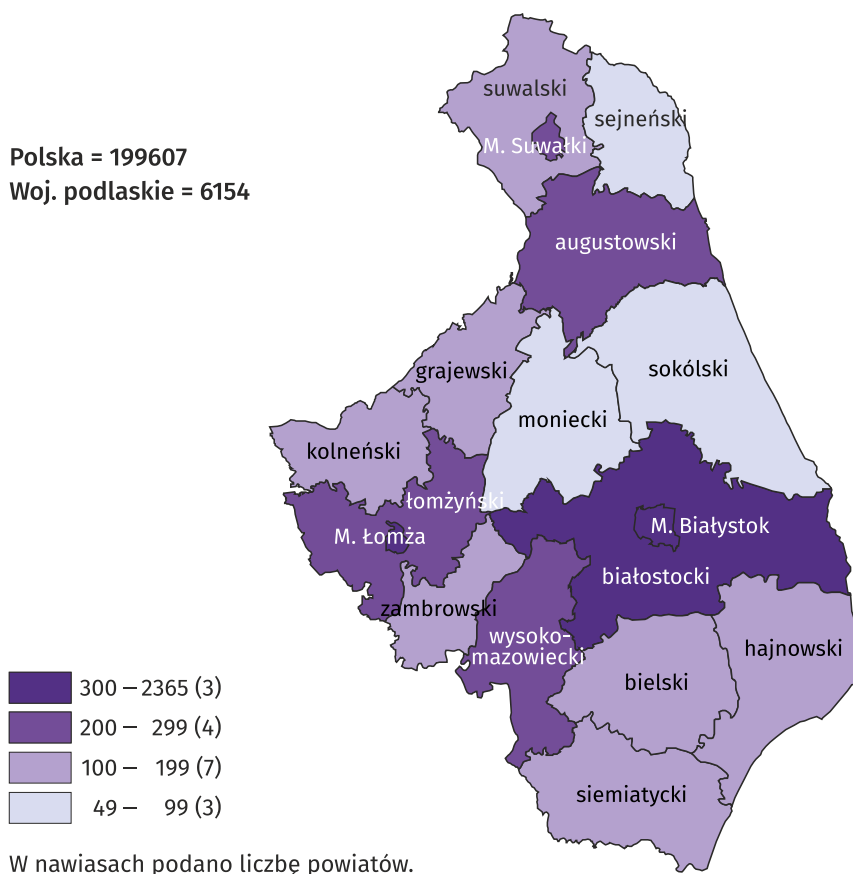 suwalski
sejneński
M. Suwałki
Polska = 199607
Woj. podlaskie = 6154
augustowski
grajewski
sokólski
moniecki
kolneński
łomżyński
M. Łomża
M. Białystok
białostocki
zambrowski
wysoko-
mazowiecki
hajnowski
bielski
siemiatycki
300 – 2365 (3)
200 – 299 (4)
100 – 199 (7)
49 – 99 (3)
W nawiasach podano liczbę powiatów.